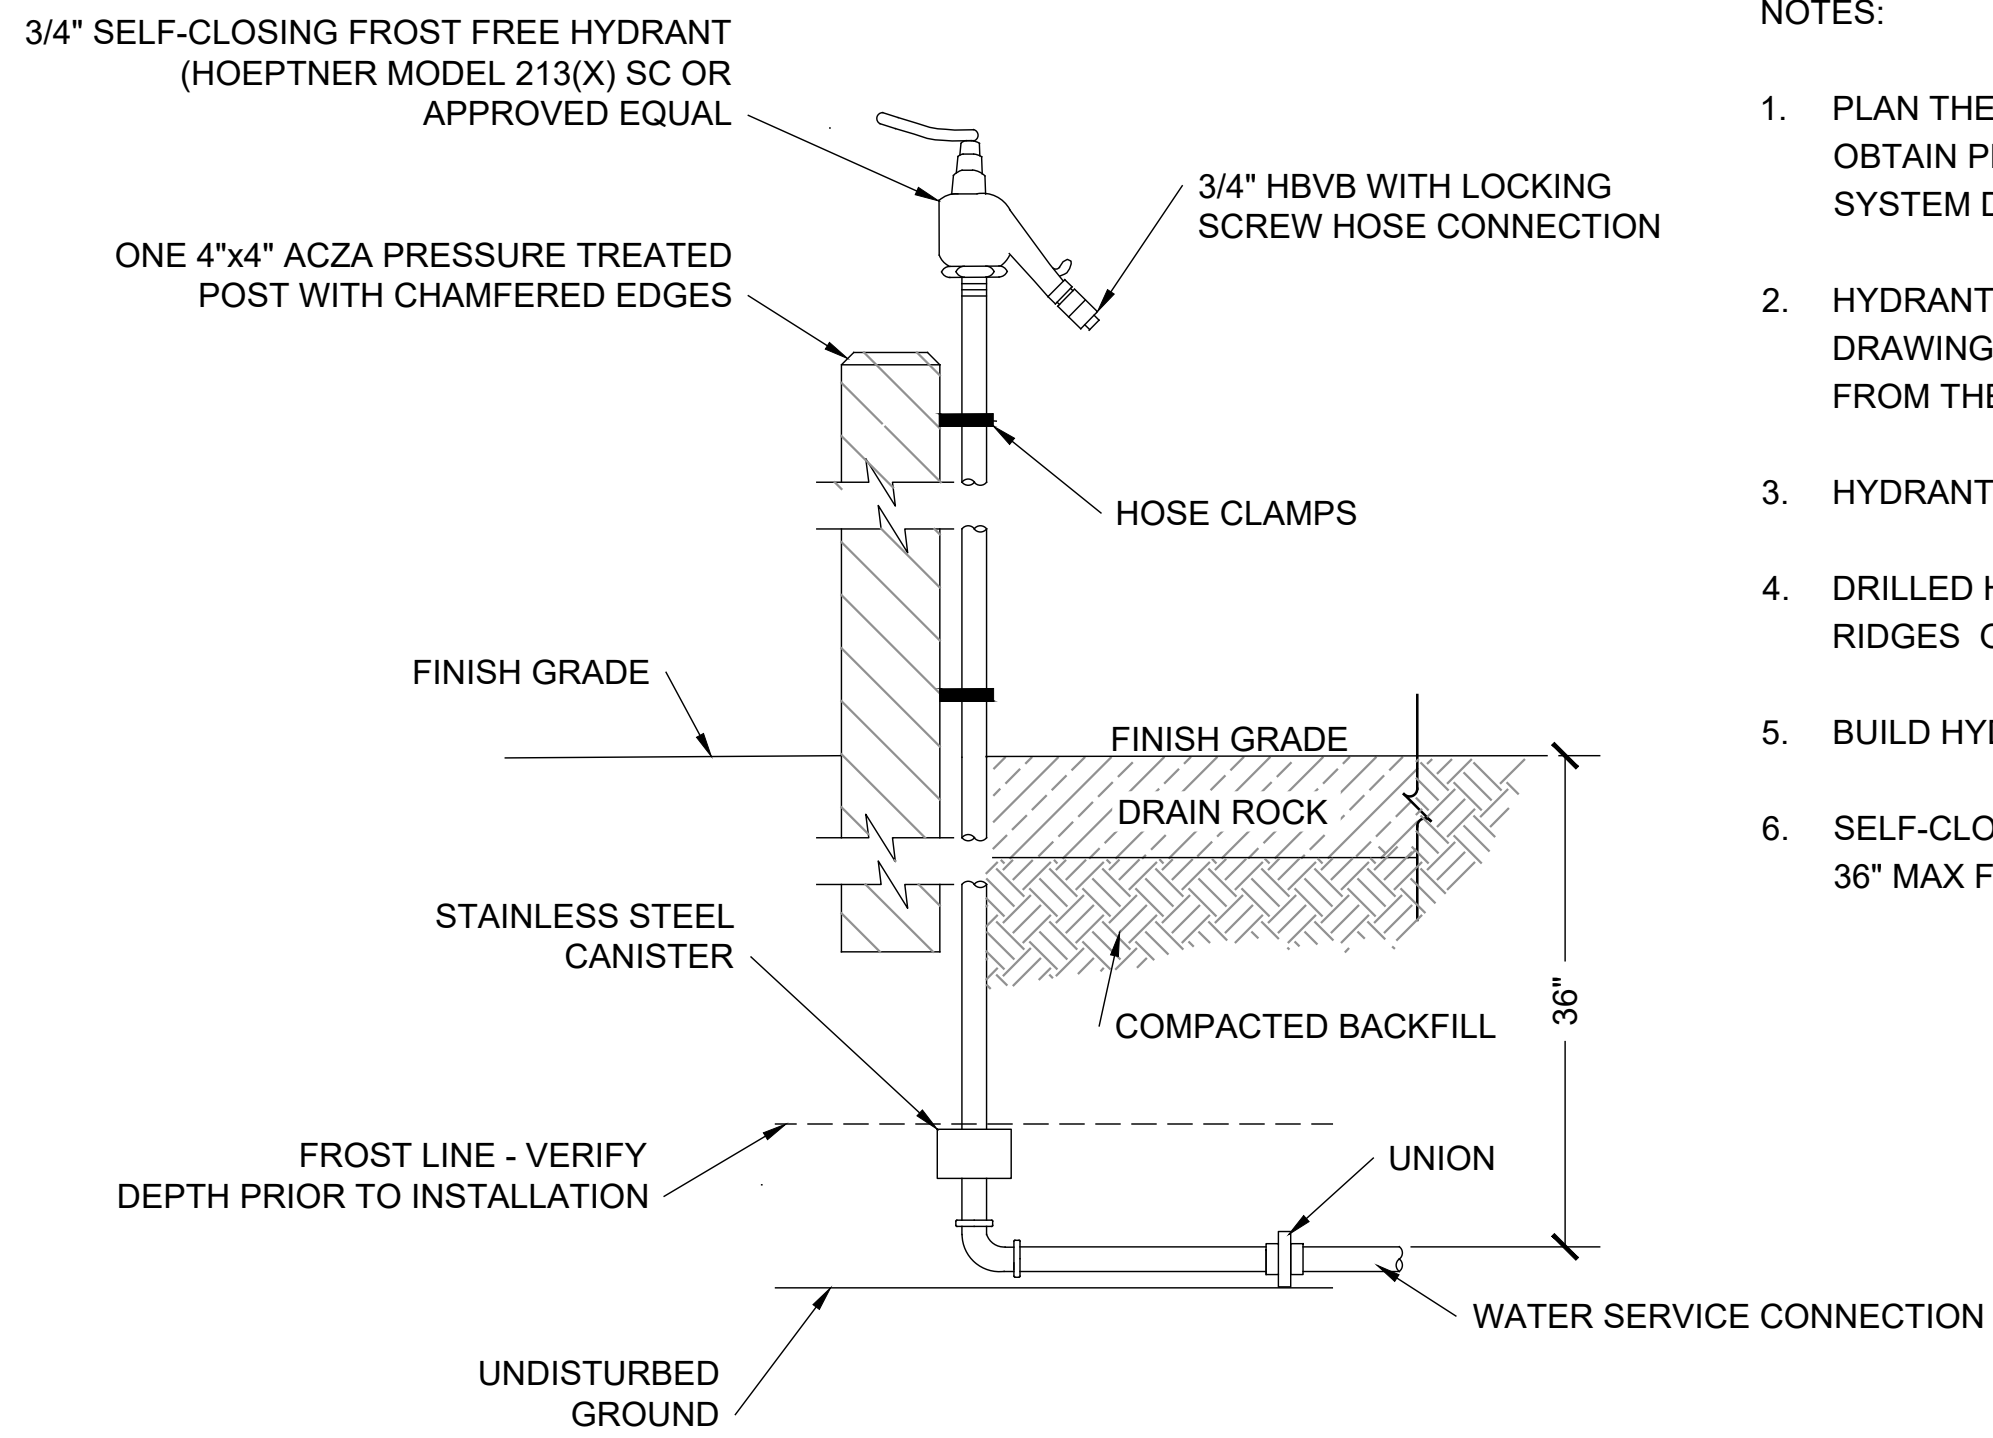 3/4" SELF-CLOSING FROST FREE HYDRANT
(HOEPTNER MODEL 213(X) SC OR
APPROVED EQUAL
3/4" HBVB WITH LOCKING
SCREW HOSE CONNECTION
ONE 4"x4" ACZA PRESSURE TREATED
POST WITH CHAMFERED EDGES
HOSE CLAMPS
FINISH GRADE
FINISH GRADE
DRAIN ROCK
STAINLESS STEEL
CANISTER
COMPACTED BACKFILL
36"
FROST LINE - VERIFY
DEPTH PRIOR TO INSTALLATION
UNION
WATER SERVICE CONNECTION
UNDISTURBED
GROUND
NOTES:
1. PLAN THE
OBTAIN
SYSTEM
2. HYDRANT
DRAWING
FROM THE
3. HYDRANT
4. DRILLED
RIDGES
5. BUILD
6. SELF-CLO
36" MAX